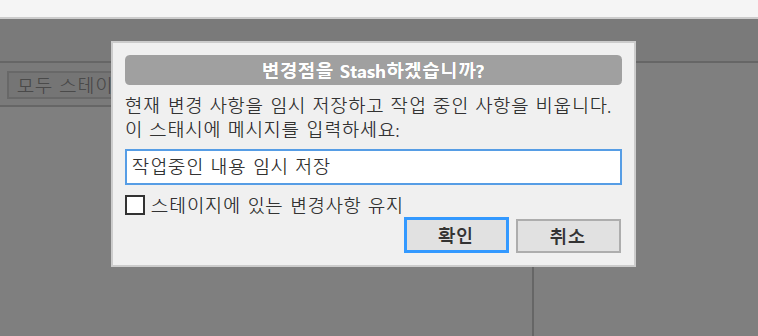 변경점을 Stash하겠습니까?
현재 변경 사항을 임시 저장하고 작업 중인 사항을 비웁니다.
이 스태시에 메시지를 입력하세요:
모두 스테이
작업중인 내용 임시 저장
스테이지에 있는 변경사항 유지
확인 취소